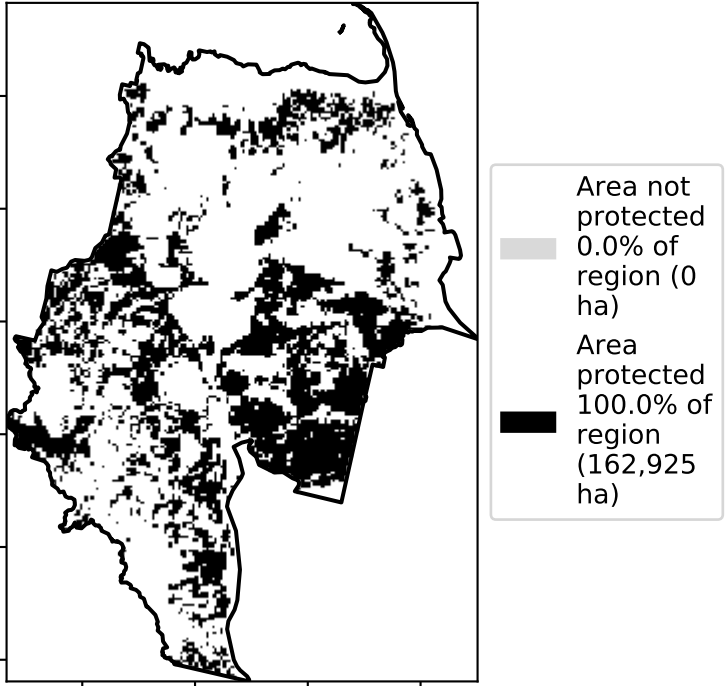 Area not
protected
0.0% of
region (0
ha)
Area
protected
100.0% of
region
(162,925
ha)